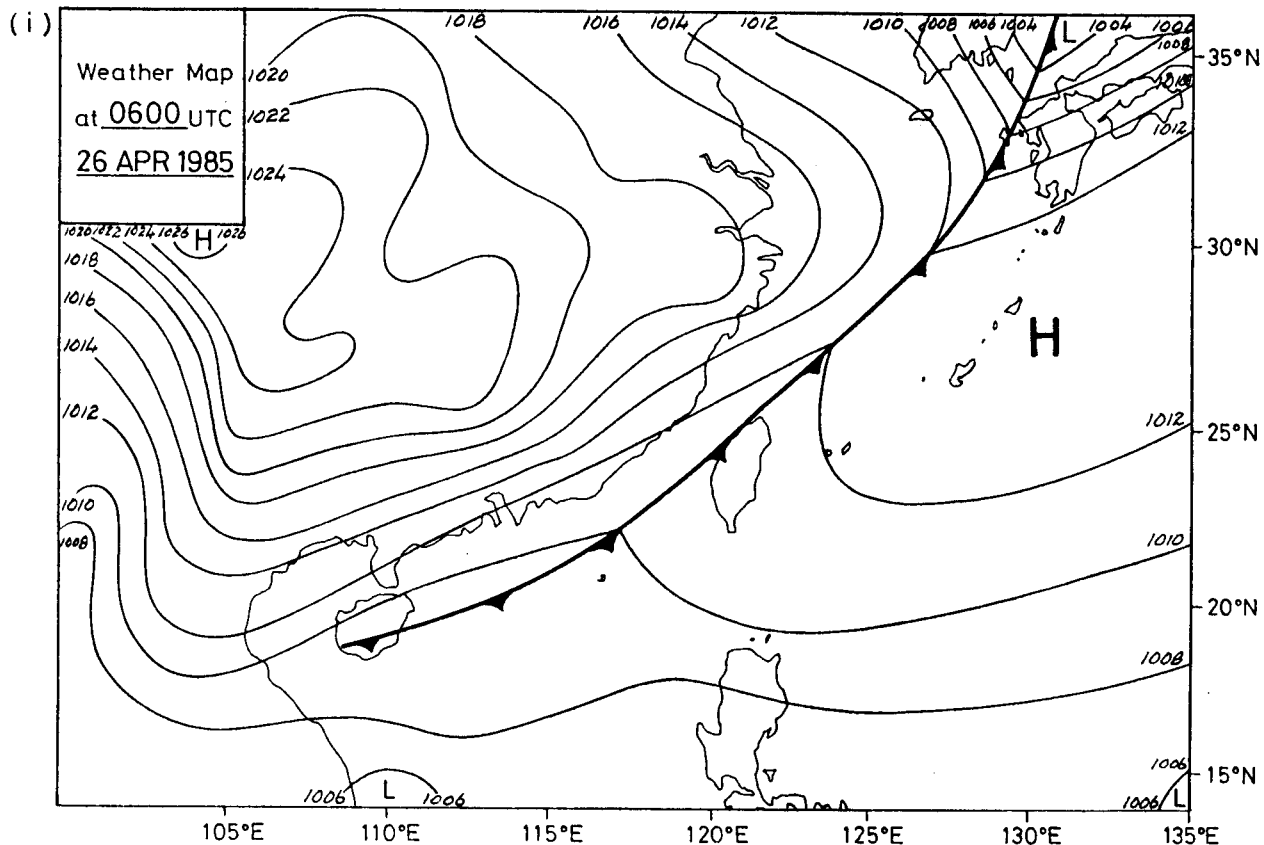 (i)
Weather Map
at 0600 UTC
26 APR 1985
1018 1016 1014 1012 1010 1008 1006 1004 L 1004 1006
1008
1020
1022
1024
1020 1022 1024 1026 H 1026
1018
1016
1014
1012
1010
1008
35°N
1012
30°N
H
1012
25°N
1010
20°N
1008
1006
15°N
1006 L 1006
1006 L
105°E 110°E 115°E 120°E 125°E 130°E 135°E